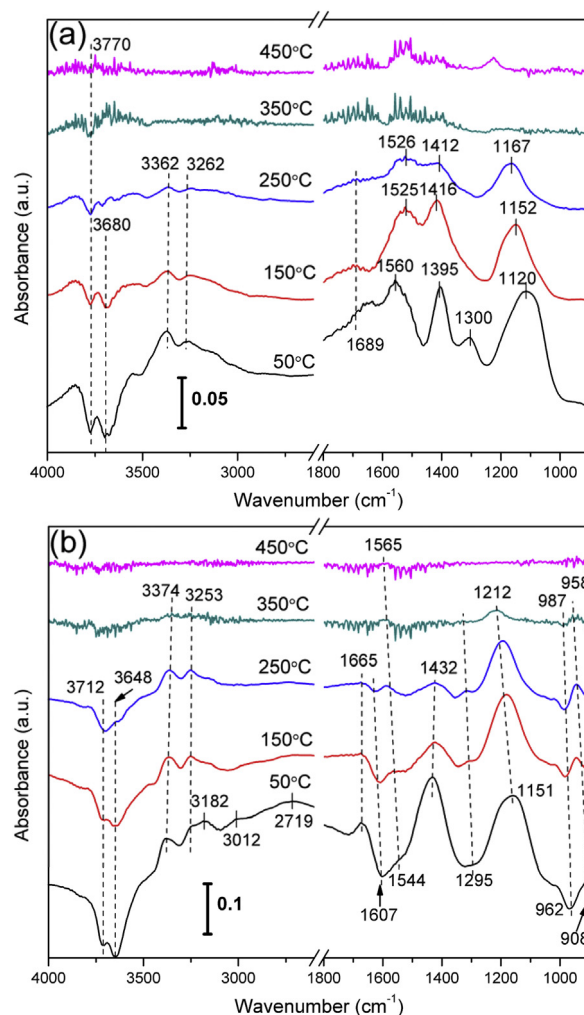 (a)
3770
450°C
350°C
1526 1412 1167
3362 3262
250°C
1525 1416
3680
1152
150°C
1560 1395 1120
1300
50°C
1689
0.05
Absorbance (a.u.)
4000 3500 3000 1800 1600 1400 1200 1000
Wavenumber (cm-1)
(b)
450°C
1565
958
3374 3253
350°C
1212
987
3712 3648
250°C
1665 1432
150°C
50°C
3182
1151
3012 2719
1544 1295
1607
962
908
0.1
Absorbance (a.u.)
4000 3500 3000 1800 1600 1400 1200 1000
Wavenumber (cm-1)